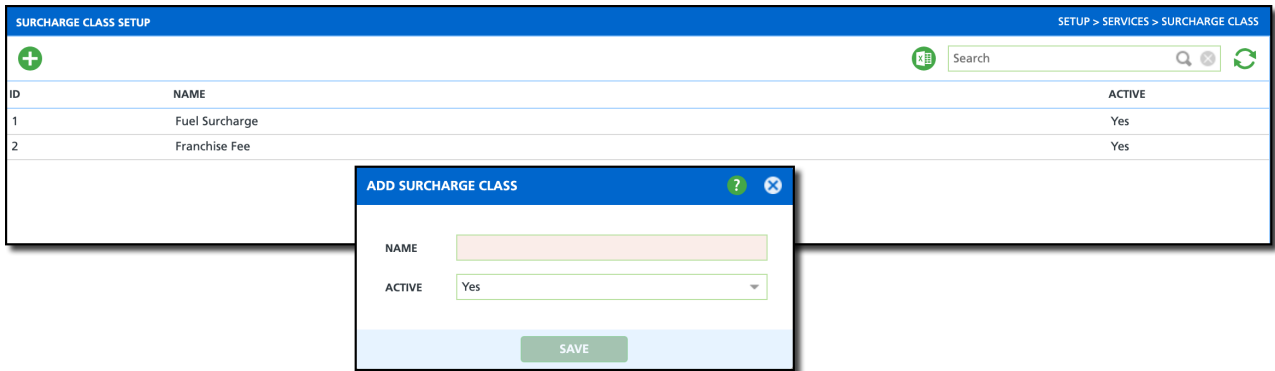 SURCHARGE CLASS SETUP SETUP > SERVICES > SURCHARGE CLASS
Search
ID NAME ACTIVE
1 Fuel Surcharge Yes
2 Franchise Fee Yes
ADD SURCHARGE CLASS ?
NAME
ACTIVE Yes
SAVE